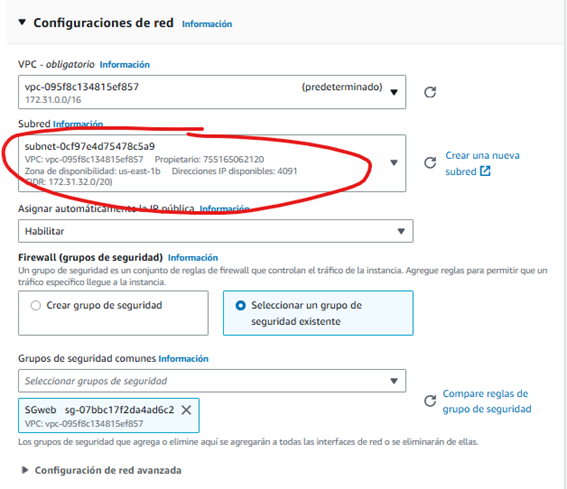 Configuraciones de red Información
VPC - obligatorio Información
vpc-095f8c134815ef857 (predeterminado)
172.31.0.0/16
Subred Información
subnet-0cf97e4d75478c5a9
VPC: vpc-095f8c134815ef857 Propietario: 755165062120
Zona de disponibilidad: us-east-1b Direcciones IP disponibles: 4091
CIDR: 172.31.32.0/20)
Crear una nueva
subred
Asignar automáticamente la IP pública Información
Habilitar
Firewall (grupos de seguridad) Información
Un grupo de seguridad es un conjunto de reglas de firewall que controlan el tráfico de la instancia. Agregue reglas para permitir que un
tráfico específico llegue a la instancia.
Crear grupo de seguridad
Seleccionar un grupo de
seguridad existente
Grupos de seguridad comunes Información
Seleccionar grupos de seguridad
SGweb sg-07bbc17f2da4ad6c2
VPC: vpc-095f8c134815ef857
Compare reglas de
grupo de seguridad
Los grupos de seguridad que agrega o elimine aquí se agregarán a todas las interfaces de red o se eliminarán de ellas.
Configuración de red avanzada